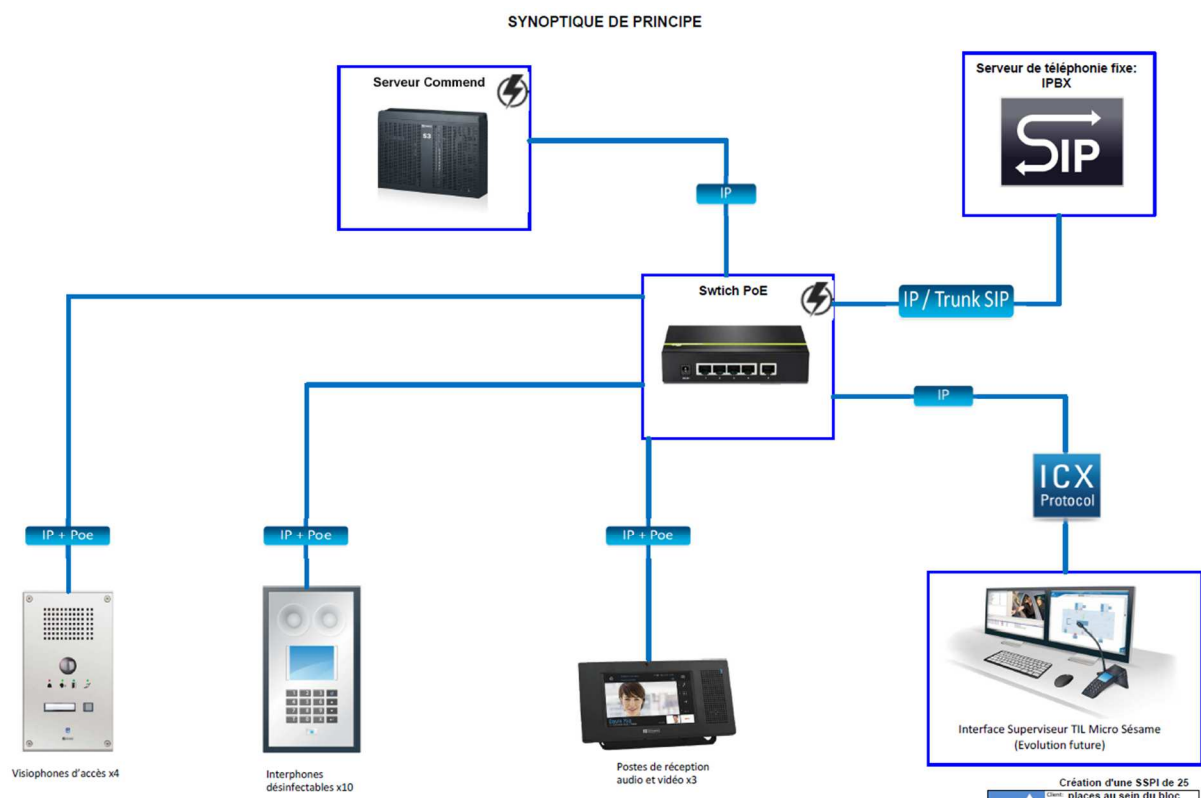 SYNOPTIQUE DE PRINCIPE
Serveur Commend
S3
Serveur de téléphonie fixe:
IPBX
SIP
IP
Swtich PoE
IP / Trunk SIP
IP
ICX
Protocol
IP + Poe
IP + Poe
IP + Poe
Visiophones d'accès x4
Interphones
désinfectables x10
Postes de réception
audio et vidéo x3
Interface Superviseur TIL Micro Sésame
(Evolution future)
Création d'une SSPI de 25
Client: places au sein du bloc